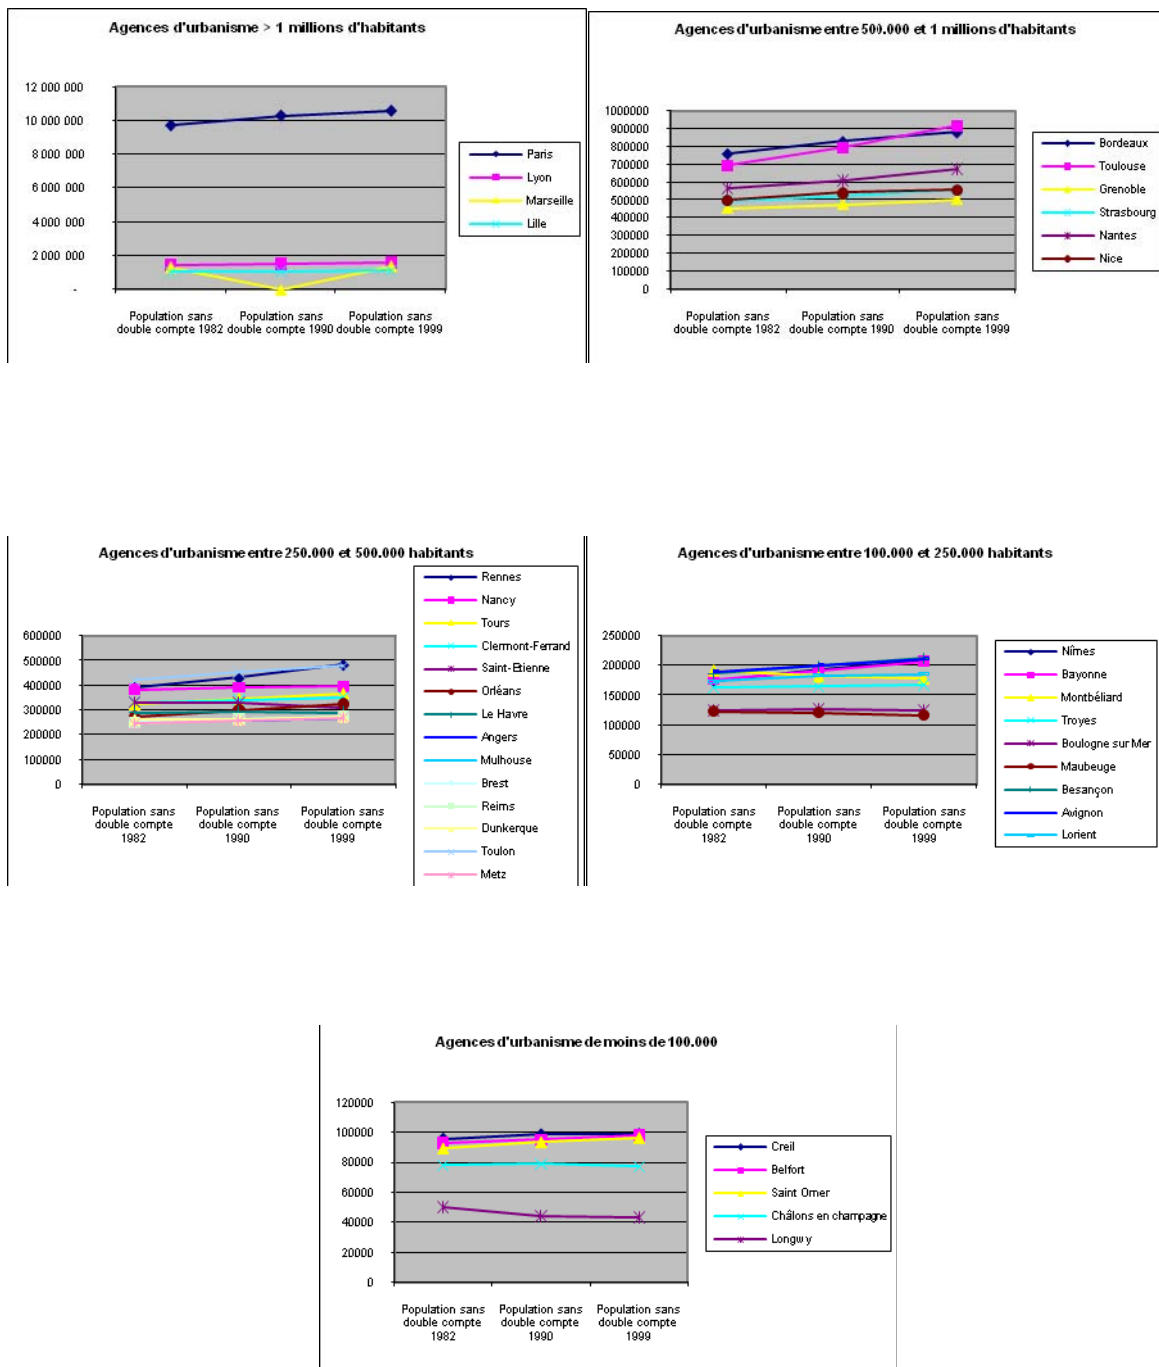 Agences d'urbanisme > 1 millions d'habitants
12 000 000
10 000 000
8 000 000
6 000 000
4 000 000
2 000 000
-
Population sans double compte 1982
Population sans double compte 1990
Population sans double compte 1999
Paris
Lyon
Marseille
Lille
Agences d'urbanisme entre 500.000 et 1 millions d'habitants
1000000
900000
800000
700000
600000
500000
400000
300000
200000
100000
0
Population sans double compte 1982
Population sans double compte 1990
Population sans double compte 1999
Bordeaux
Toulouse
Grenoble
Strasbourg
Nantes
Nice
Agences d'urbanisme entre 250.000 et 500.000 habitants
600000
500000
400000
300000
200000
100000
0
Population sans double compte 1982
Population sans double compte 1990
Population sans double compte 1999
Rennes
Nancy
Tours
Clermont-Ferrand
Saint-Etienne
Orléans
Le Havre
Angers
Mulhouse
Brest
Reims
Dunkerque
Toulon
Metz
Agences d'urbanisme entre 100.000 et 250.000 habitants
250000
200000
150000
100000
50000
0
Population sans double compte 1982
Population sans double compte 1990
Population sans double compte 1999
Nîmes
Bayonne
Montbéliard
Troyes
Boulogne sur Mer
Maubeuge
Besançon
Avignon
Lorient
Agences d'urbanisme de moins de 100.000
120000
100000
80000
60000
40000
20000
0
Population sans double compte 1982
Population sans double compte 1990
Population sans double compte 1999
Creil
Belfort
Saint Omer
Châlons en champagne
Longwy